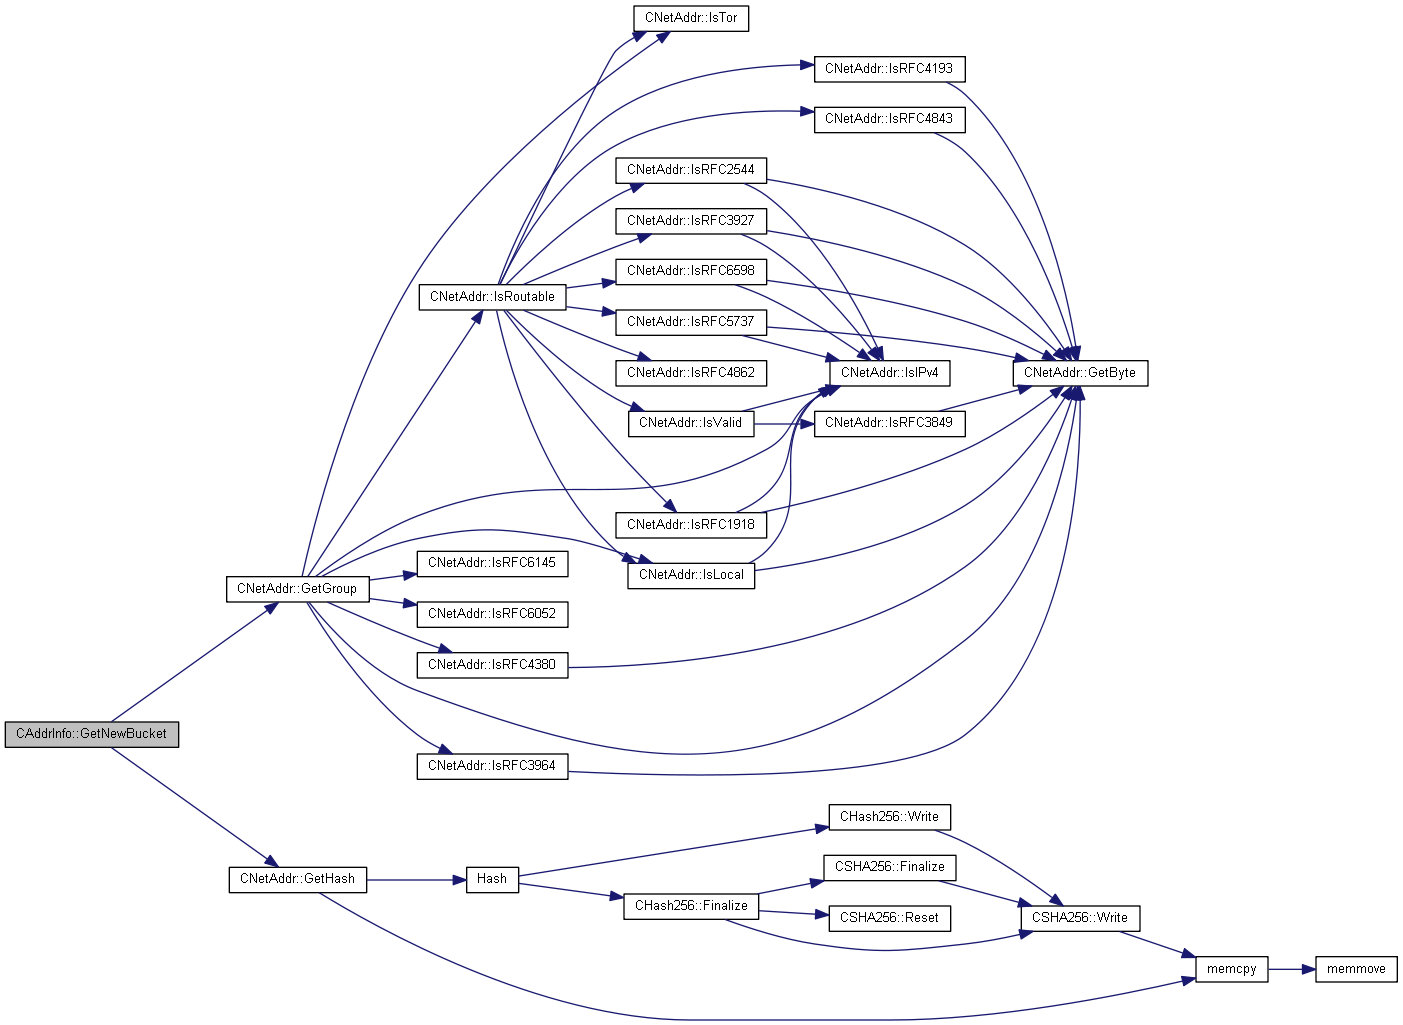 CNetAddr::IsTor
CNetAddr::IsRFC4193
CNetAddr::IsRFC4843
CNetAddr::IsRFC2544
CNetAddr::IsRFC3927
CNetAddr::IsRFC6598
CNetAddr::IsRoutable
CNetAddr::IsRFC5737
CNetAddr::IsRFC4862
CNetAddr::IsIPv4
CNetAddr::GetByte
CNetAddr::IsValid
CNetAddr::IsRFC3849
CNetAddr::IsRFC1918
CNetAddr::IsRFC6145
CNetAddr::IsLocal
CNetAddr::GetGroup
CNetAddr::IsRFC6052
CNetAddr::IsRFC4380
CAddrInfo::GetNewBucket
CNetAddr::IsRFC3964
CHash256::Write
CSHA256::Finalize
CNetAddr::GetHash
Hash
CHash256::Finalize
CSHA256::Reset
CSHA256::Write
memcpy
memmove